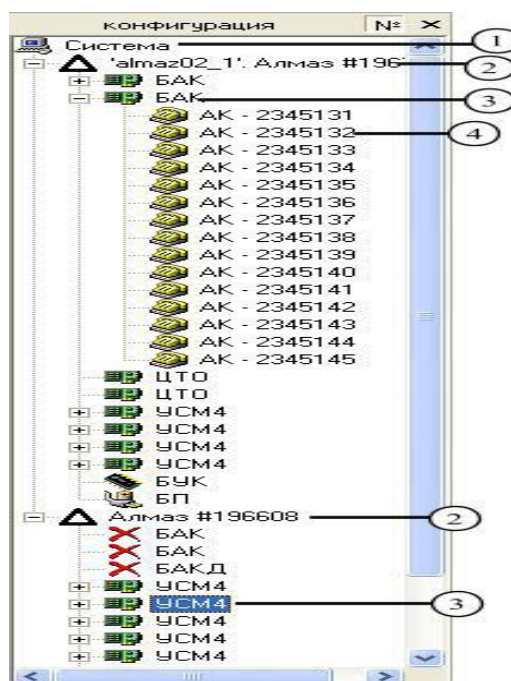 конфигурация № ×
Система 1
'almaz02_1'. Алмаз #196 2
БАК
БАК 3
АК - 2345131
АК - 2345132 4
АК - 2345133
АК - 2345134
АК - 2345135
АК - 2345136
АК - 2345137
АК - 2345138
АК - 2345139
АК - 2345140
АК - 2345141
АК - 2345142
АК - 2345143
АК - 2345144
АК - 2345145
ЦТО
ЦТО
УСМ4
УСМ4
УСМ4
УСМ4
БУК
БП
Алмаз #196608 2
БАК
БАК
БАКД
УСМ4
УСМ4 3
УСМ4
УСМ4
УСМ4